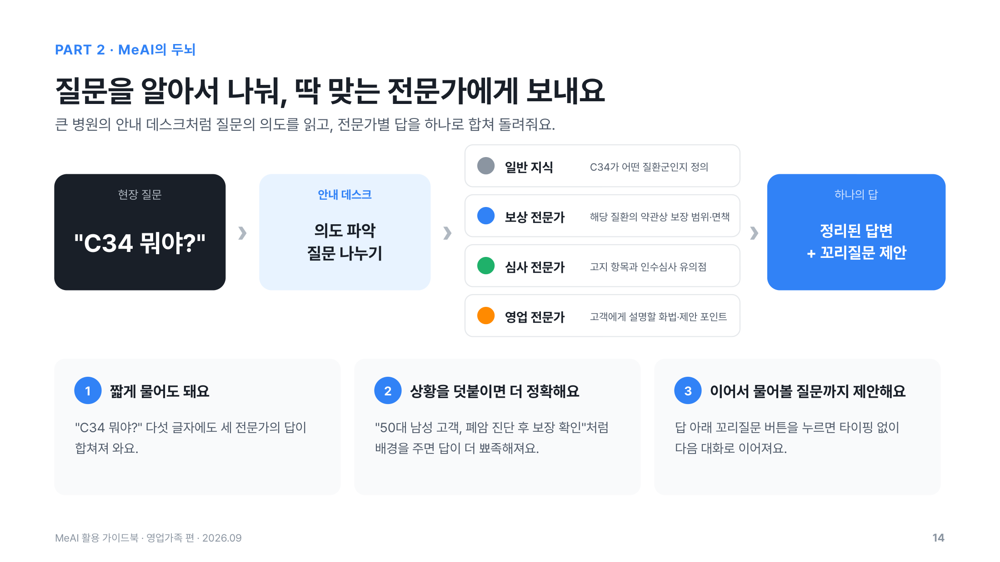 PART 2 · MeAI의 두뇌
질문을 알아서 나눠, 딱 맞는 전문가에게 보내요
큰 병원의 안내 데스크처럼 질문의 의도를 읽고, 전문가별 답을 하나로 합쳐 돌려줘요.
현장 질문
"C34 뭐야?"
›
안내 데스크
의도 파악
질문 나누기
›
일반 지식 C34가 어떤 질환군인지 정의
보상 전문가 해당 질환의 약관상 보장 범위·면책
심사 전문가 고지 항목과 인수심사 유의점
영업 전문가 고객에게 설명할 화법·제안 포인트
›
하나의 답
정리된 답변
+ 꼬리질문 제안
1 짧게 물어도 돼요
"C34 뭐야?" 다섯 글자에도 세 전문가의 답이
합쳐져 와요.
2 상황을 덧붙이면 더 정확해요
"50대 남성 고객, 폐암 진단 후 보장 확인"처럼
배경을 주면 답이 더 뾰족해져요.
3 이어서 물어볼 질문까지 제안해요
답 아래 꼬리질문 버튼을 누르면 타이핑 없이
다음 대화로 이어져요.
MeAI 활용 가이드북 · 영업가족 편 · 2026.09
14